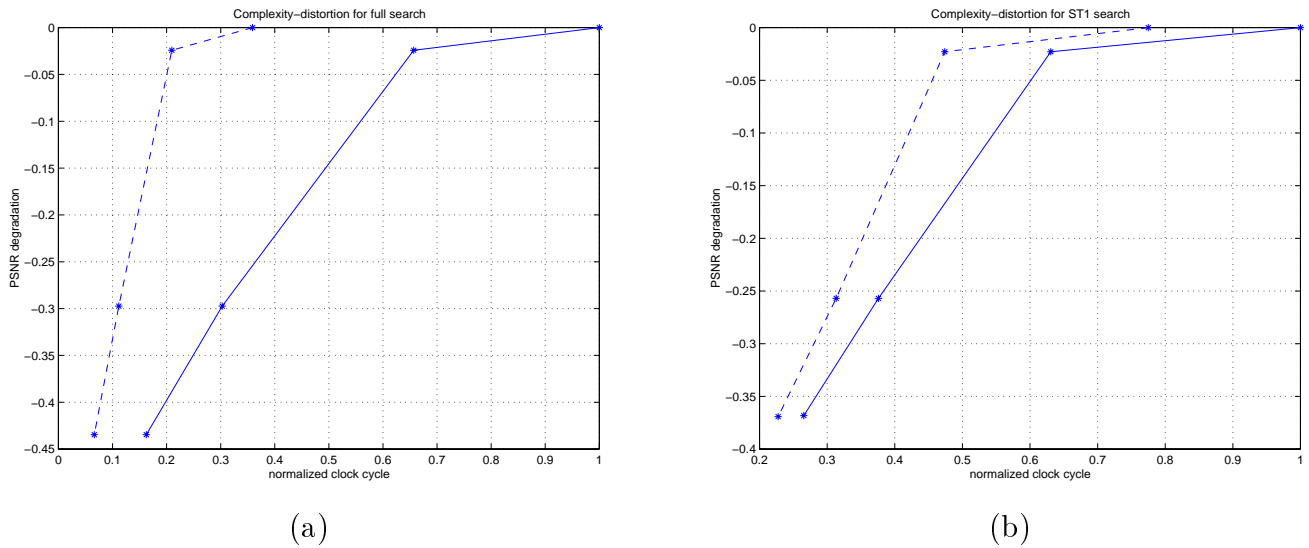 Complexity−distortion for full search
0
−0.05
−0.1
−0.15
−0.2
−0.25
−0.3
−0.35
−0.4
−0.45
PSNR degradation
0 0.1 0.2 0.3 0.4 0.5 0.6 0.7 0.8 0.9 1
normalized clock cycle
(a)
Complexity−distortion for ST1 search
0
−0.05
−0.1
−0.15
−0.2
−0.25
−0.3
−0.35
−0.4
PSNR degradation
0.2 0.3 0.4 0.5 0.6 0.7 0.8 0.9 1
normalized clock cycle
(b)